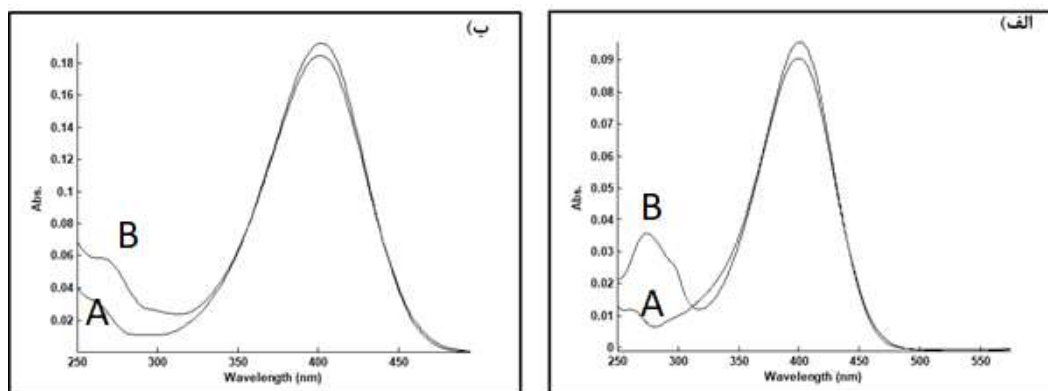 ب)
0.18
0.16
0.14
0.12
0.1
0.08
0.06
0.04
0.02
Abs.
B
A
250 300 350 400 450
Wavelength (nm)
الف)
0.09
0.08
0.07
0.06
0.05
0.04
0.03
0.02
0.01
0
Abs.
B
A
250 300 350 400 450 500 550
Wavelength (nm)